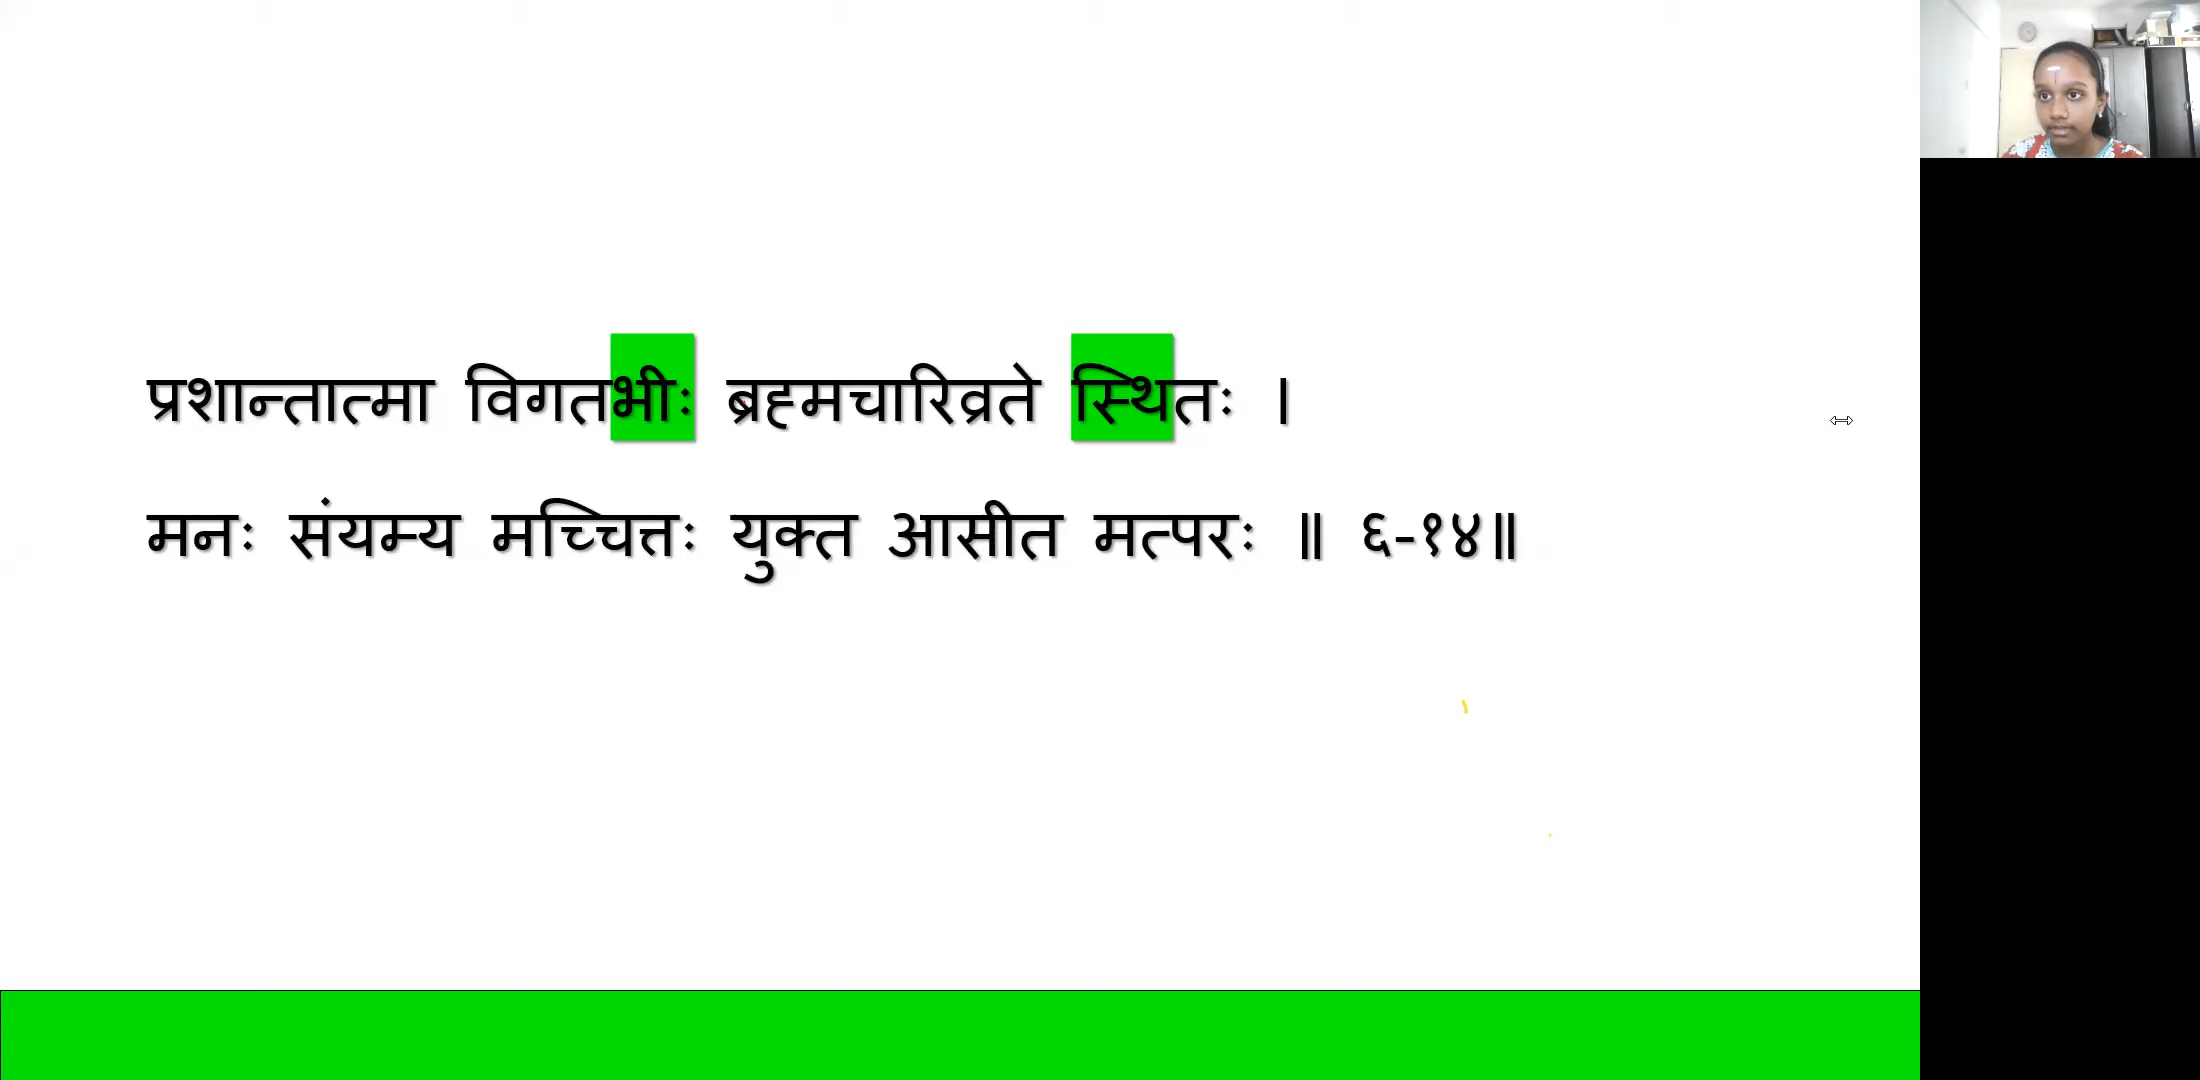 प्रशान्तात्मा विगतभीः ब्रह्मचारिव्रते स्थितः ।
मनः संयम्य मच्चित्तः युक्त आसीत मत्परः ॥ ६-१४॥